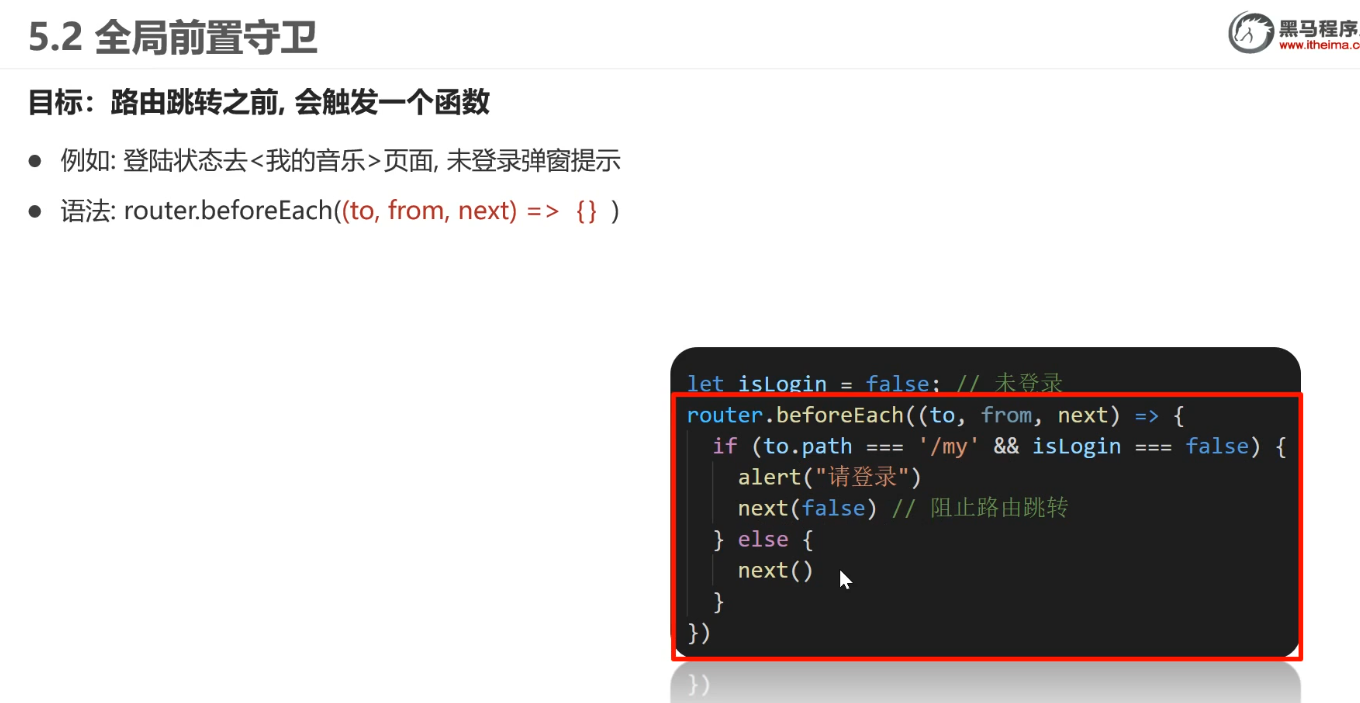 5.2 全局前置守卫
黑马程序
www.itheima.c
目标：路由跳转之前, 会触发一个函数
● 例如: 登陆状态去<我的音乐>页面, 未登录弹窗提示
● 语法: router.beforeEach((to, from, next) => {} )
let isLogin = false; // 未登录
router.beforeEach((to, from, next) => {
if (to.path === '/my' && isLogin === false) {
alert("请登录")
next(false) // 阻止路由跳转
} else {
next()
}
})
})